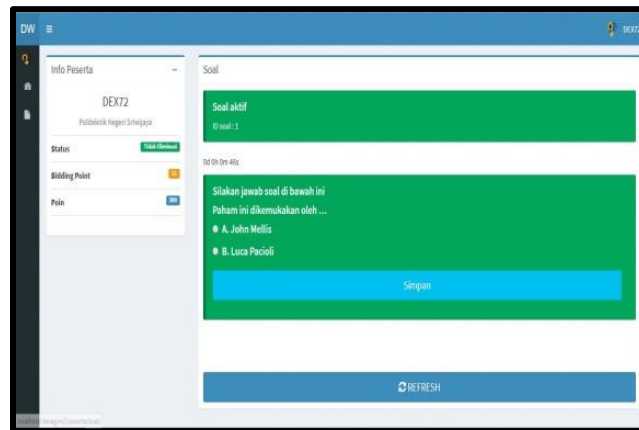 DW
DEX72
Info Peserta
DEX72
Politeknik Negeri Sriwijaya
Status Tidak Eliminasi
Bidding Point
Poin
Soal
Soal aktif
ID soal : 1
0d 0h 0m 46s
Silakan jawab soal di bawah ini
Paham ini dikemukakan oleh ...
A. John Mellis
B. Luca Pacioli
Simpan
REFRESH